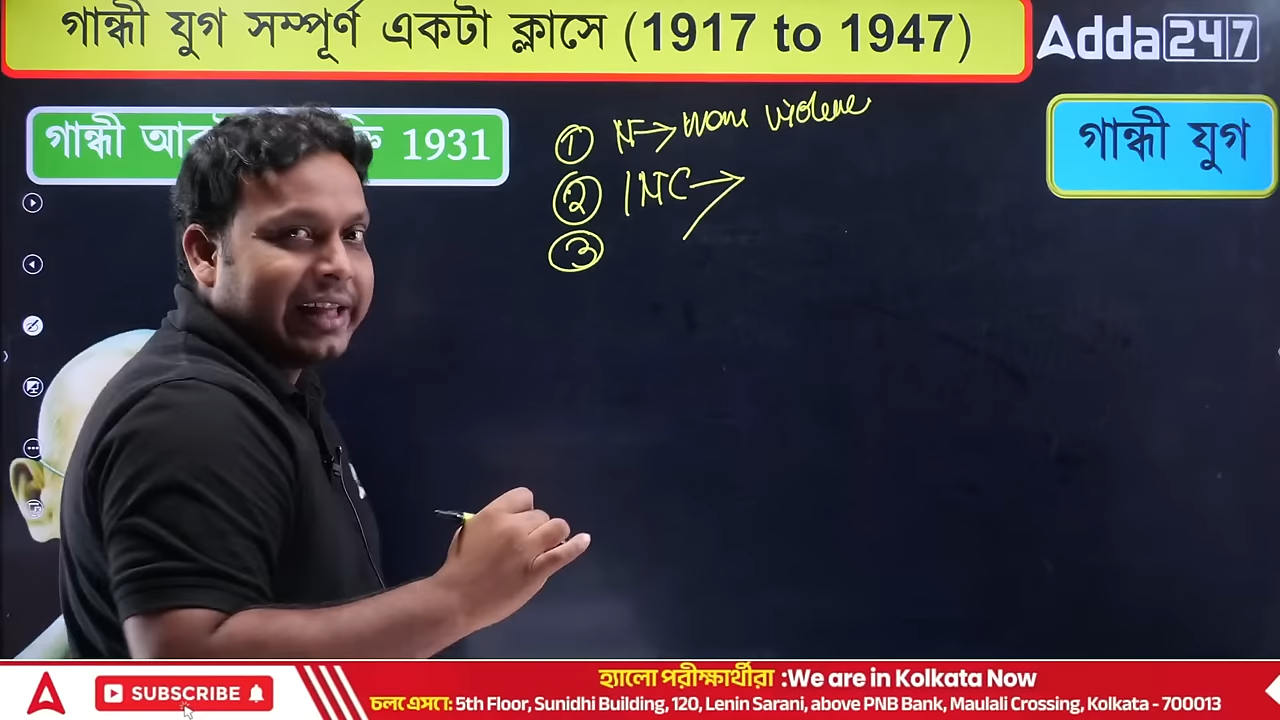 গান্ধী যুগ সম্পূর্ণ একটা ক্লাসে (1917 to 1947)
Adda247
গান্ধী 1931
গান্ধী যুগ
① N→ violence
② INC→
③
SUBSCRIBE
হ্যালো পরীক্ষার্থীরা :We are in Kolkata Now
চলে এসো: 5th Floor, Sunidhi Building, 120, Lenin Sarani, above PNB Bank, Maulali Crossing, Kolkata - 700013